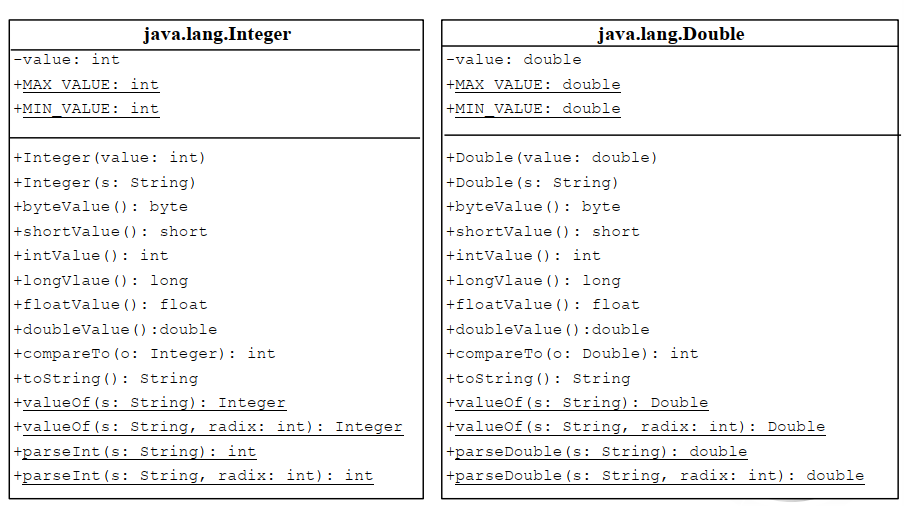 java.lang.Integer
-value: int
+MAX_VALUE: int
+MIN_VALUE: int
+Integer(value: int)
+Integer(s: String)
+byteValue(): byte
+shortValue(): short
+intValue(): int
+longVlaue(): long
+floatValue(): float
+doubleValue():double
+compareTo(o: Integer): int
+toString(): String
+valueOf(s: String): Integer
+valueOf(s: String, radix: int): Integer
+parseInt(s: String): int
+parseInt(s: String, radix: int): int
java.lang.Double
-value: double
+MAX_VALUE: double
+MIN_VALUE: double
+Double(value: double)
+Double(s: String)
+byteValue(): byte
+shortValue(): short
+intValue(): int
+longVlaue(): long
+floatValue(): float
+doubleValue():double
+compareTo(o: Double): int
+toString(): String
+valueOf(s: String): Double
+valueOf(s: String, radix: int): Double
+parseDouble(s: String): double
+parseDouble(s: String, radix: int): double